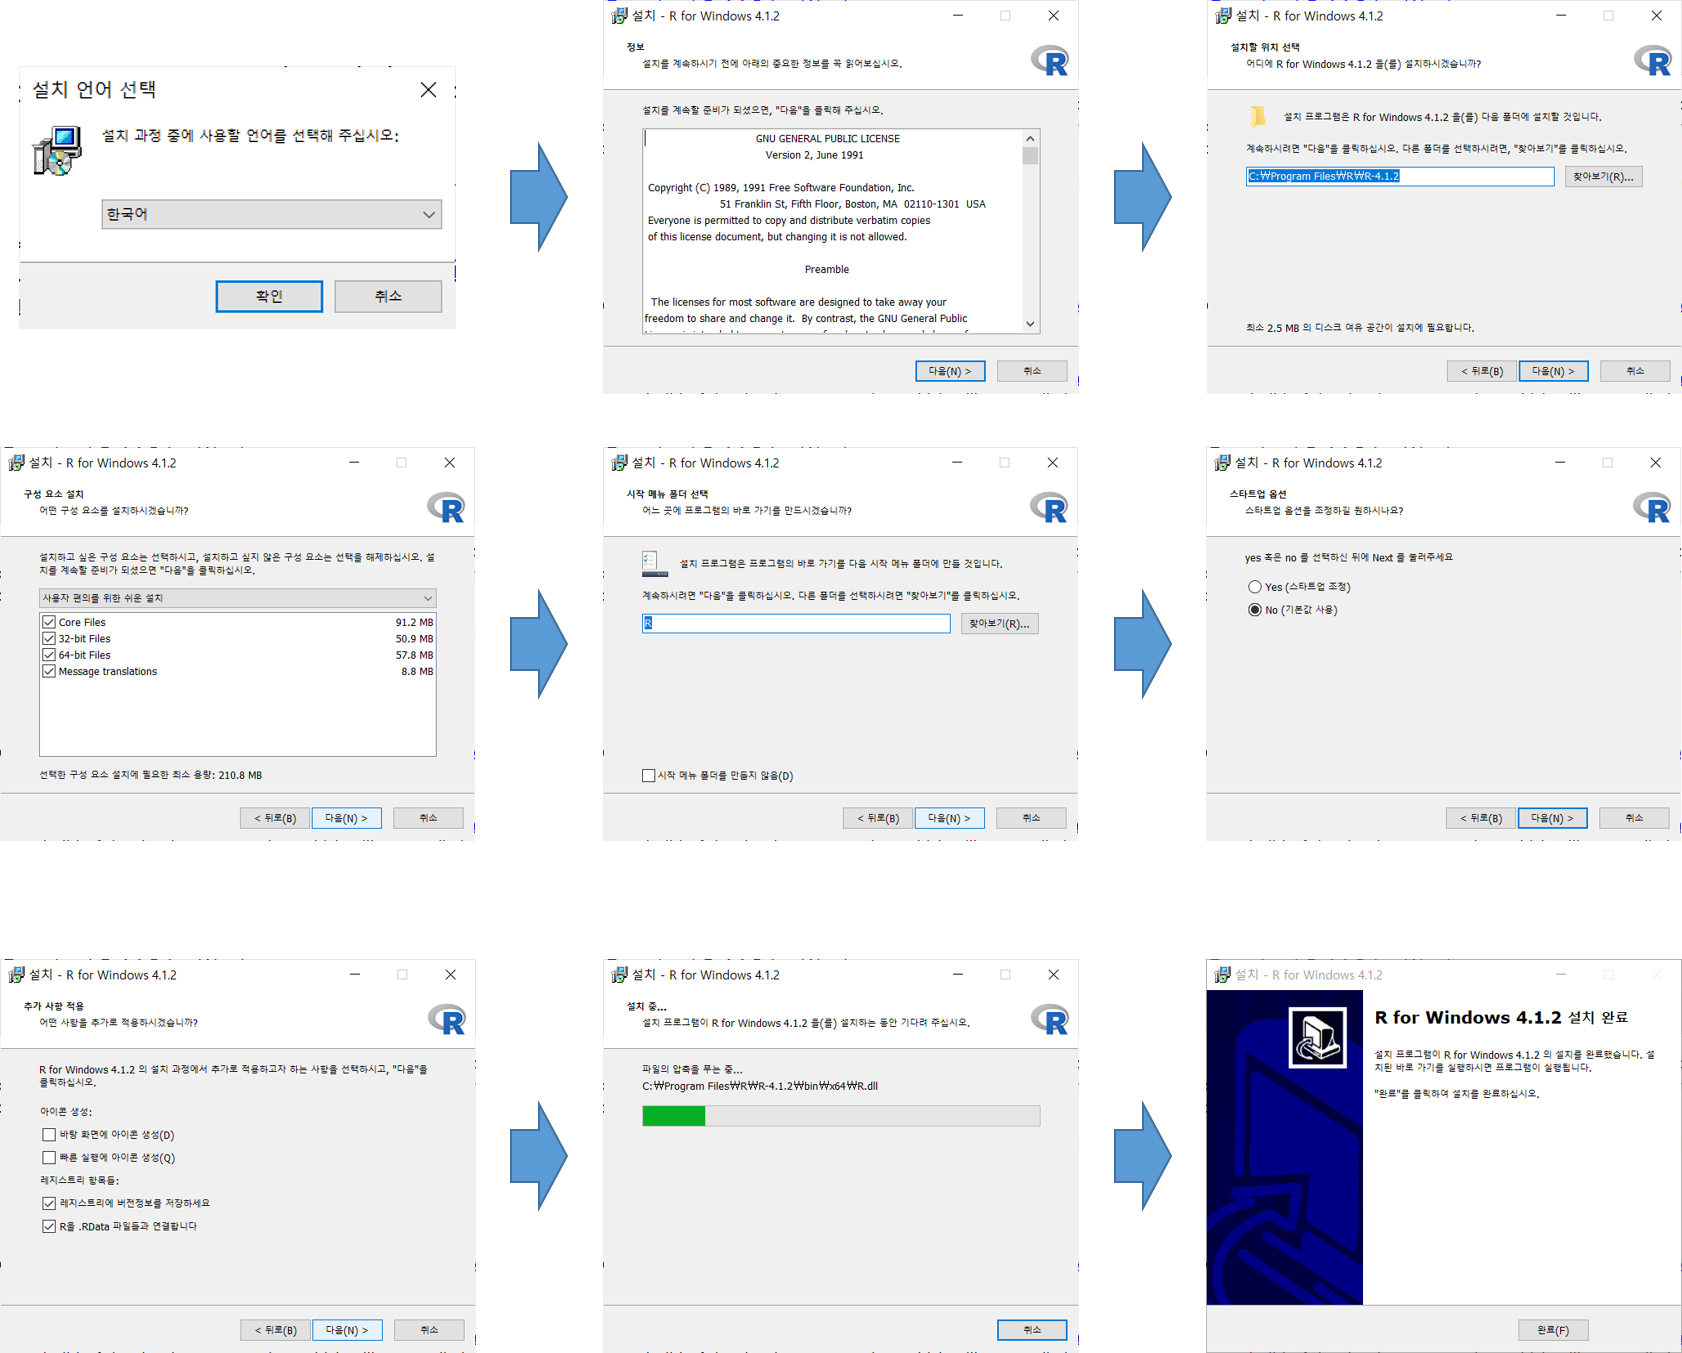 설치 언어 선택
설치 과정 중에 사용할 언어를 선택해 주십시오:
한국어
확인
취소
설치 - R for Windows 4.1.2
정보
설치를 계속하시기 전에 아래의 중요한 정보를 꼭 읽어보십시오.
R
설치를 계속할 준비가 되셨으면, "다음"을 클릭해 주십시오.
GNU GENERAL PUBLIC LICENSE
Version 2, June 1991
Copyright (C) 1989, 1991 Free Software Foundation, Inc.
51 Franklin St, Fifth Floor, Boston, MA  02110-1301  USA
Everyone is permitted to copy and distribute verbatim copies
of this license document, but changing it is not allowed.
Preamble
The licenses for most software are designed to take away your
freedom to share and change it.  By contrast, the GNU General Public
다음(N) >
취소
설치 - R for Windows 4.1.2
설치할 위치 선택
어디에 R for Windows 4.1.2 을(를) 설치하시겠습니까?
R
설치 프로그램은 R for Windows 4.1.2 을(를) 다음 폴더에 설치할 것입니다.
계속하시려면 "다음"을 클릭하십시오. 다른 폴더를 선택하시려면, "찾아보기"를 클릭하십시오.
C:₩Program Files₩R₩R-4.1.2
찾아보기(R)...
최소 2.5 MB 의 디스크 여유 공간이 설치에 필요합니다.
< 뒤로(B)
다음(N) >
취소
설치 - R for Windows 4.1.2
구성 요소 설치
어떤 구성 요소를 설치하시겠습니까?
R
설치하고 싶은 구성 요소는 선택하시고, 설치하고 싶지 않은 구성 요소는 선택을 해제하십시오. 설
치를 계속할 준비가 되셨으면 "다음"을 클릭하십시오.
사용자 편의를 위한 쉬운 설치
Core Files 91.2 MB
32-bit Files 50.9 MB
64-bit Files 57.8 MB
Message translations 8.8 MB
선택한 구성 요소 설치에 필요한 최소 용량: 210.8 MB
< 뒤로(B)
다음(N) >
취소
설치 - R for Windows 4.1.2
시작 메뉴 폴더 선택
어느 곳에 프로그램의 바로 가기를 만드시겠습니까?
R
설치 프로그램은 프로그램의 바로 가기를 다음 시작 메뉴 폴더에 만들 것입니다.
계속하시려면 "다음"을 클릭하십시오. 다른 폴더를 선택하시려면 "찾아보기"를 클릭하십시오.
R
찾아보기(R)...
시작 메뉴 폴더를 만들지 않음(D)
< 뒤로(B)
다음(N) >
취소
설치 - R for Windows 4.1.2
스타트업 옵션
스타트업 옵션을 조정하길 원하시나요?
R
yes 혹은 no 를 선택하신 뒤에 Next 를 눌러주세요
Yes (스타트업 조정)
No (기본값 사용)
< 뒤로(B)
다음(N) >
취소
설치 - R for Windows 4.1.2
추가 사항 적용
어떤 사항을 추가로 적용하시겠습니까?
R
R for Windows 4.1.2 의 설치 과정에서 추가로 적용하고자 하는 사항을 선택하시고, "다음"을
클릭하십시오.
아이콘 생성:
바탕 화면에 아이콘 생성(D)
빠른 실행에 아이콘 생성(Q)
레지스트리 항목들:
레지스트리에 버전정보를 저장하세요
R을 .RData 파일들과 연결합니다
< 뒤로(B)
다음(N) >
취소
설치 - R for Windows 4.1.2
설치 중...
설치 프로그램이 R for Windows 4.1.2 을(를) 설치하는 동안 기다려 주십시오.
R
파일의 압축을 푸는 중...
C:₩Program Files₩R₩R-4.1.2₩bin₩x64₩R.dll
취소
설치 - R for Windows 4.1.2
R for Windows 4.1.2 설치 완료
설치 프로그램이 R for Windows 4.1.2 의 설치를 완료했습니다. 설
치된 바로 가기를 실행하시면 프로그램이 실행됩니다.
"완료"를 클릭하여 설치를 완료하십시오.
완료(F)